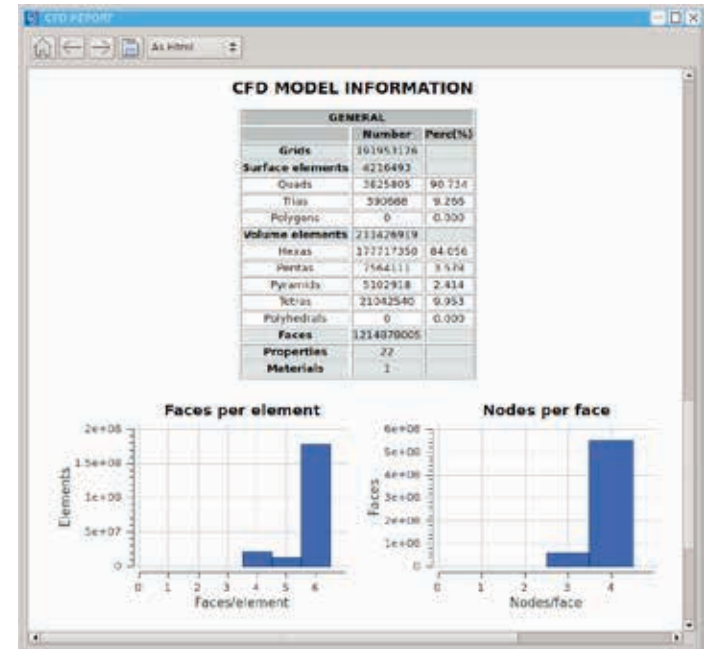 CFD REPORT
As Html
CFD MODEL INFORMATION
GENERAL
Number Perc(%)
Grids
Surface elements 4216493
Quads 3825805 90.734
Trias 390688 9.266
Polygons 0 0.000
Volume elements 211426919
Hexas 177717350 84.056
Pentas 7564111 3.578
Pyramids 5102918 2.414
Tetras 21042540 9.953
Polyhedrals 0 0.000
Faces
Properties 22
Materials 1
Faces per element
2e+08
1.5e+08
1e+08
5e+07
0
Elements
0 1 2 3 4 5 6
Faces/element
Nodes per face
6e+08
5e+08
4e+08
3e+08
2e+08
1e+08
0
Faces
0 1 2 3 4
Nodes/face